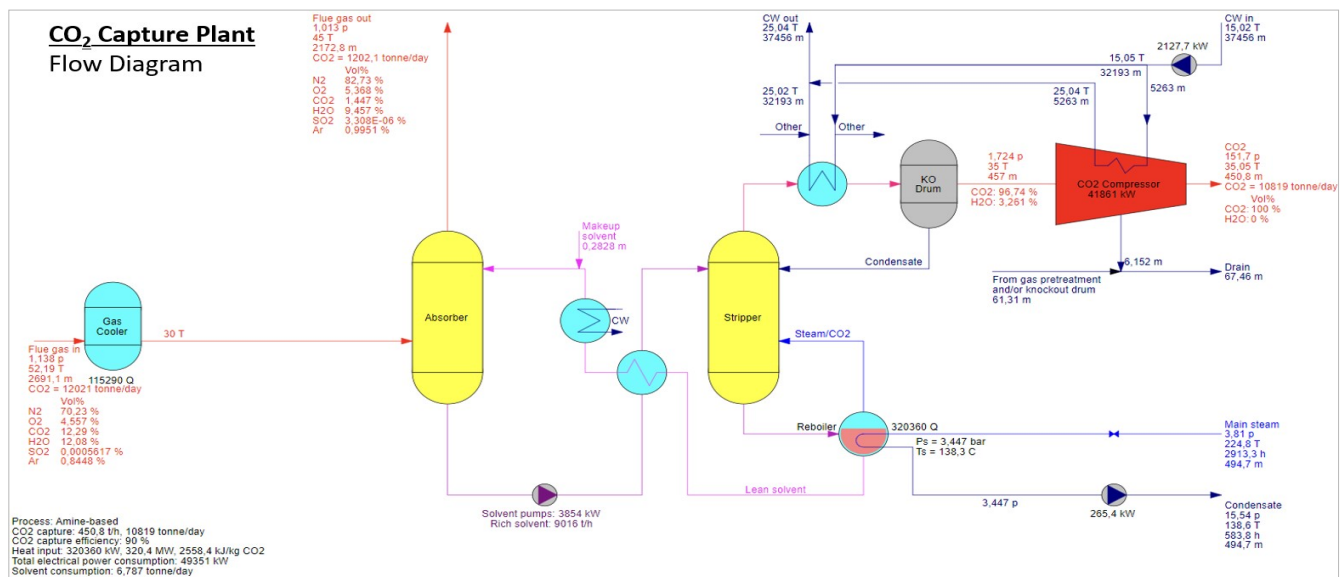 CO2 Capture Plant
Flow Diagram
Flue gas out
1,013 p
45 T
2172,8 m
CO2 = 1202,1 tonne/day
Vol%
N2 82,73 %
O2 5,368 %
CO2 1,447 %
H2O 9,457 %
SO2 3,308E-06 %
Ar 0,9951 %
CW out
25,04 T
37456 m
CW in
15,02 T
37456 m
2127,7 kW
15,05 T
32193 m
5263 m
25,02 T
32193 m
25,04 T
5263 m
Other
Other
KO
Drum
1,724 p
35 T
457 m
CO2: 96,74 %
H2O: 3,261 %
CO2 Compressor
41861 kW
CO2
151,7 p
35,05 T
450,8 m
CO2 = 10819 tonne/day
Vol%
CO2: 100 %
H2O: 0 %
Makeup
solvent
0,2828 m
Condensate
6,152 m
From gas pretreatment
and/or knockout drum
61,31 m
Drain
67,46 m
Gas
Cooler
30 T
Absorber
CW
Stripper
Steam/CO2
Flue gas in
1,138 p
52,19 T
2691,1 m
CO2 = 12021 tonne/day
Vol%
N2 70,23 %
O2 4,557 %
CO2 12,29 %
H2O 12,08 %
SO2 0,0005617 %
Ar 0,8448 %
115290 Q
Reboiler
320360 Q
Ps = 3,447 bar
Ts = 138,3 C
Main steam
3,81 p
224,8 T
2913,3 h
494,7 m
Lean solvent
3,447 p
265,4 kW
Solvent pumps: 3854 kW
Rich solvent: 9016 t/h
Condensate
15,54 p
138,6 T
583,8 h
494,7 m
Process: Amine-based
CO2 capture: 450,8 t/h, 10819 tonne/day
CO2 capture efficiency: 90 %
Heat input: 320360 kW, 320,4 MW, 2558,4 kJ/kg CO2
Total electrical power consumption: 49351 kW
Solvent consumption: 6,787 tonne/day